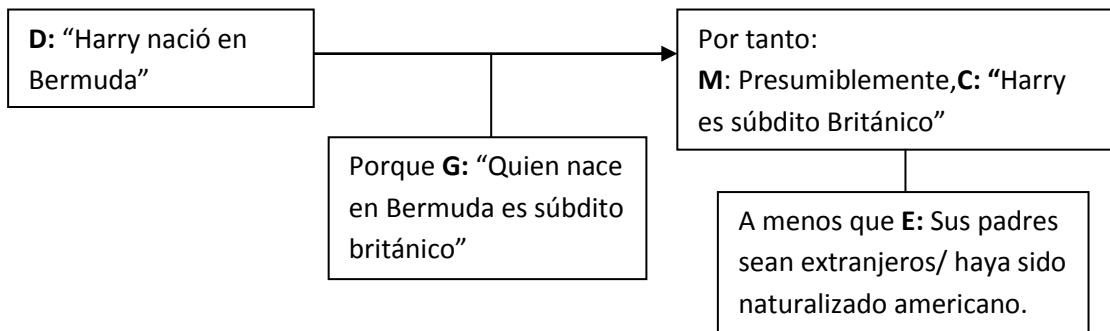 D: “Harry nació en
Bermuda”
Por tanto:
M: Presumiblemente,C: “Harry
es súbdito Británico”
Porque G: “Quien nace
en Bermuda es súbdito
británico”
A menos que E: Sus padres
sean extranjeros/ haya sido
naturalizado americano.